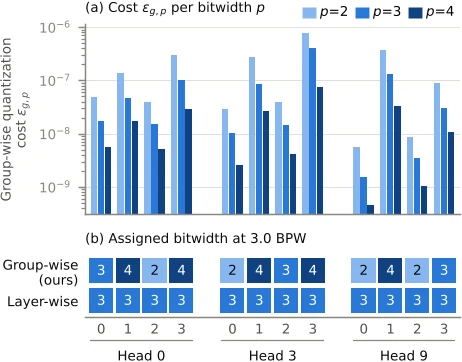 (a) Cost ε_{g,p} per bitwidth p
p=2 p=3 p=4
Group-wise quantization
cost ε_{g,p}
10⁻⁶
10⁻⁷
10⁻⁸
10⁻⁹
(b) Assigned bitwidth at 3.0 BPW
Group-wise
(ours)
3 4 2 4 2 4 3 4 2 4 2 3
Layer-wise
3 3 3 3 3 3 3 3 3 3 3 3
0 1 2 3 0 1 2 3 0 1 2 3
Head 0 Head 3 Head 9